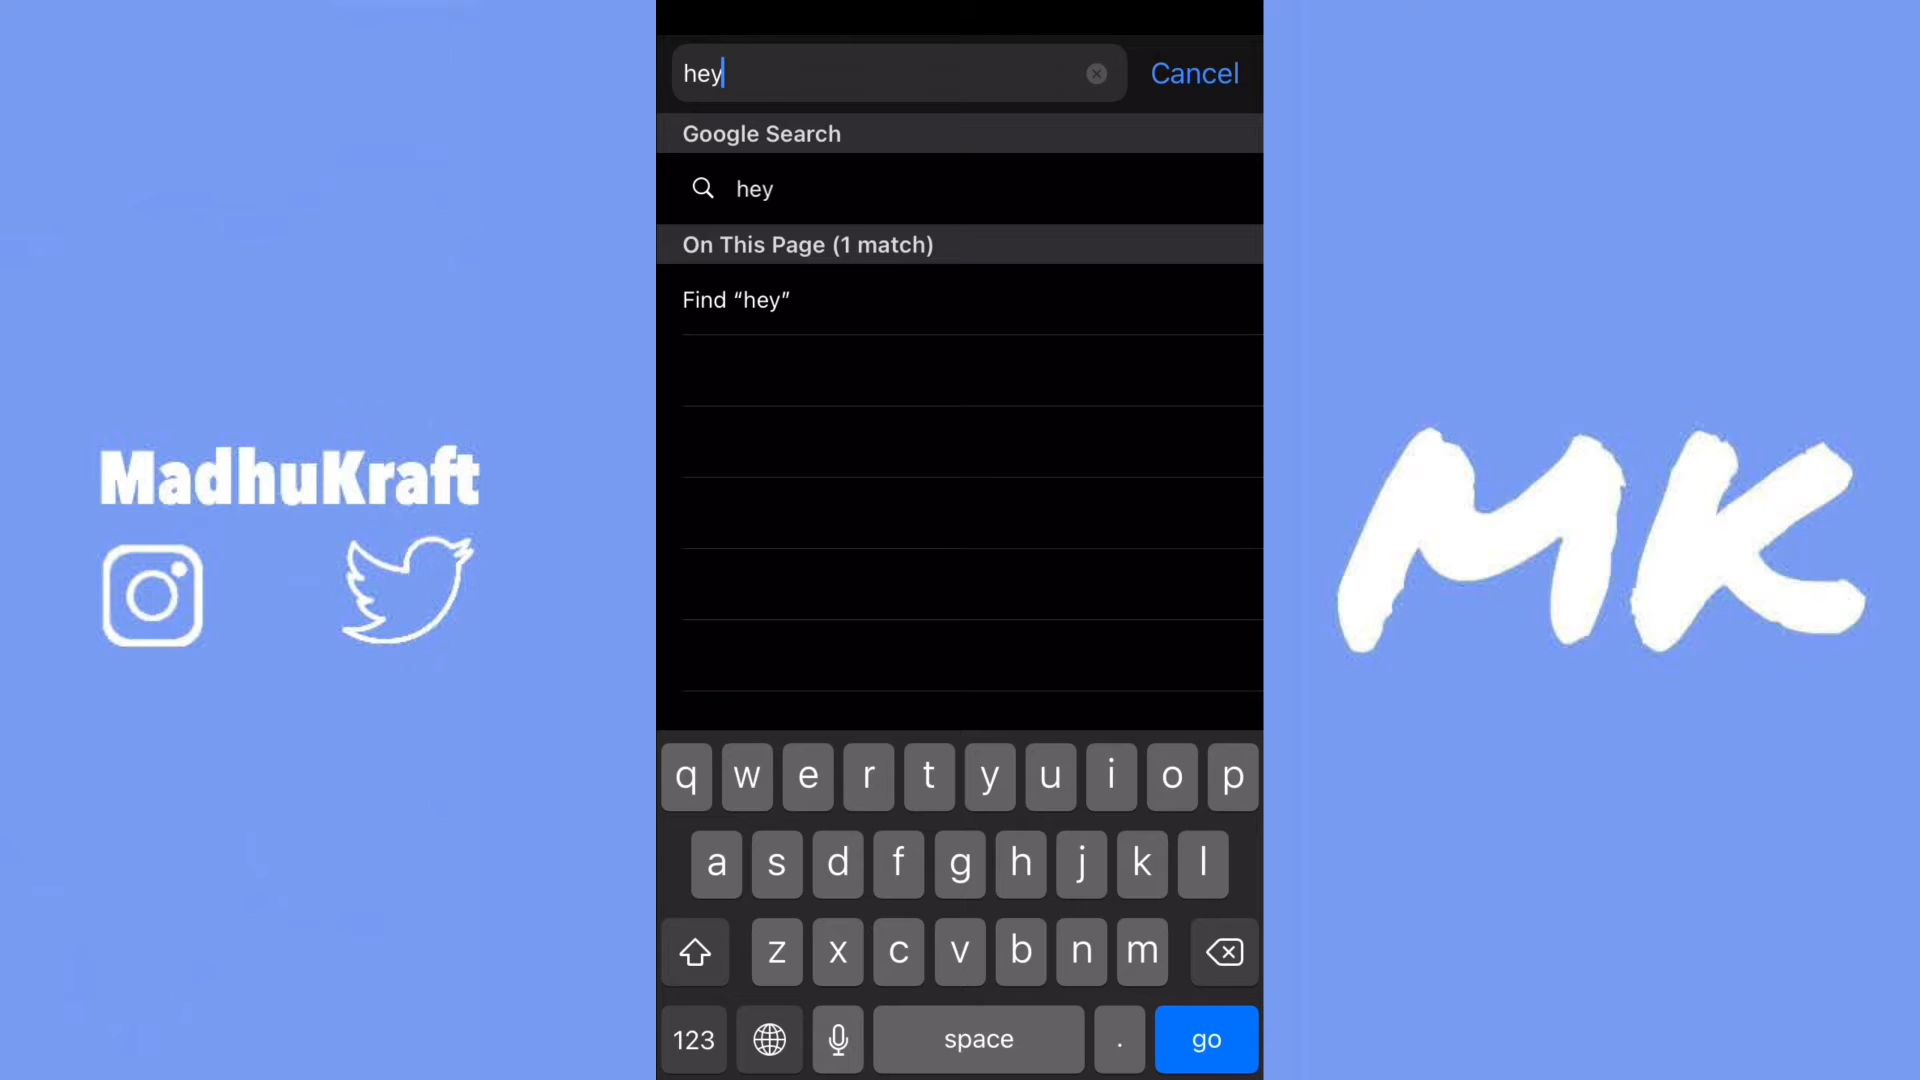 hey
Cancel
Google Search
hey
On This Page (1 match)
Find “hey”
MadhuKraft
MK
q w e r t y u i o p
a s d f g h j k l
z x c v b n m
123 space . go